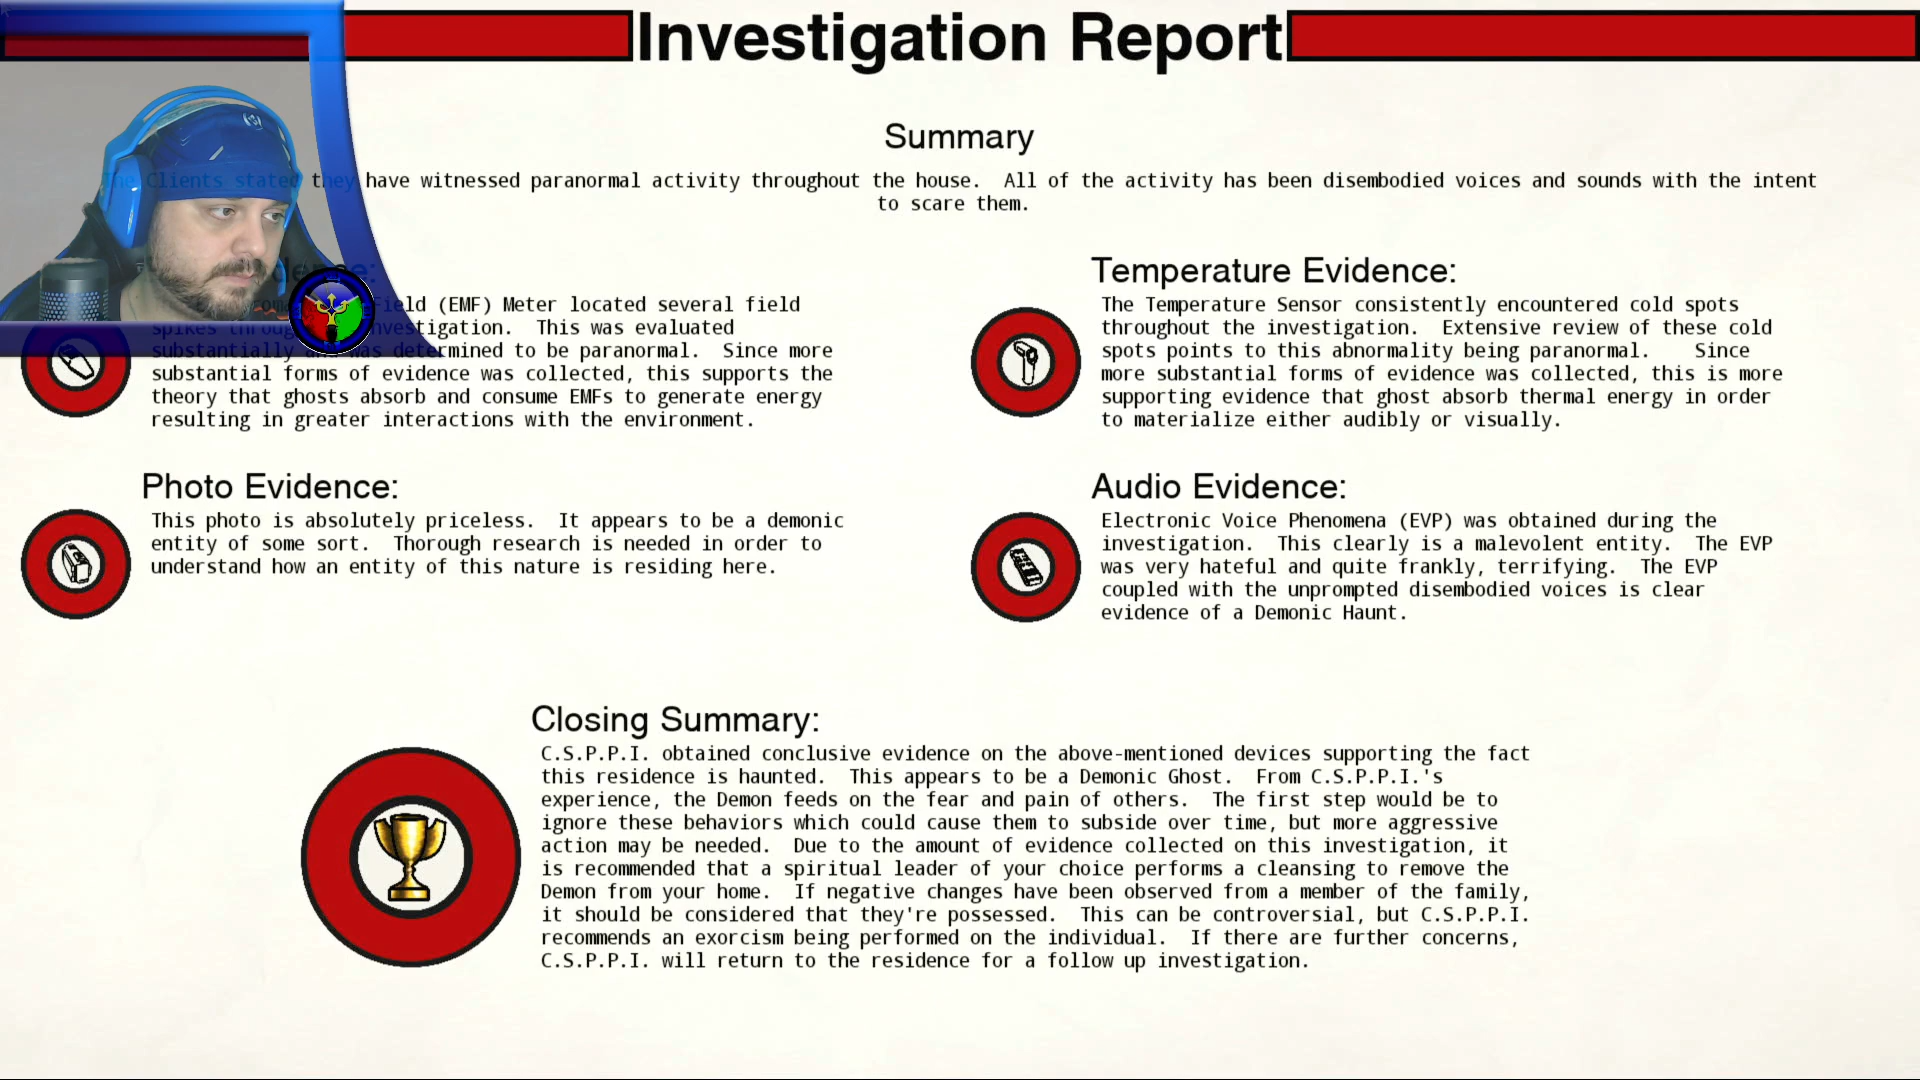 Investigation Report
Summary
The Clients stated they have witnessed paranormal activity throughout the house. All of the activity has been disembodied voices and sounds with the intent
to scare them.
Field (EMF) Meter located several field
spikes investigation. This was evaluated
substantially and was determined to be paranormal. Since more
substantial forms of evidence was collected, this supports the
theory that ghosts absorb and consume EMFs to generate energy
resulting in greater interactions with the environment.
Temperature Evidence:
The Temperature Sensor consistently encountered cold spots
throughout the investigation. Extensive review of these cold
spots points to this abnormality being paranormal. Since
more substantial forms of evidence was collected, this is more
supporting evidence that ghost absorb thermal energy in order
to materialize either audibly or visually.
Photo Evidence:
This photo is absolutely priceless. It appears to be a demonic
entity of some sort. Thorough research is needed in order to
understand how an entity of this nature is residing here.
Audio Evidence:
Electronic Voice Phenomena (EVP) was obtained during the
investigation. This clearly is a malevolent entity. The EVP
was very hateful and quite frankly, terrifying. The EVP
coupled with the unprompted disembodied voices is clear
evidence of a Demonic Haunt.
Closing Summary:
C.S.P.P.I. obtained conclusive evidence on the above-mentioned devices supporting the fact
this residence is haunted. This appears to be a Demonic Ghost. From C.S.P.P.I.'s
experience, the Demon feeds on the fear and pain of others. The first step would be to
ignore these behaviors which could cause them to subside over time, but more aggressive
action may be needed. Due to the amount of evidence collected on this investigation, it
is recommended that a spiritual leader of your choice performs a cleansing to remove the
Demon from your home. If negative changes have been observed from a member of the family,
it should be considered that they're possessed. This can be controversial, but C.S.P.P.I.
recommends an exorcism being performed on the individual. If there are further concerns,
C.S.P.P.I. will return to the residence for a follow up investigation.